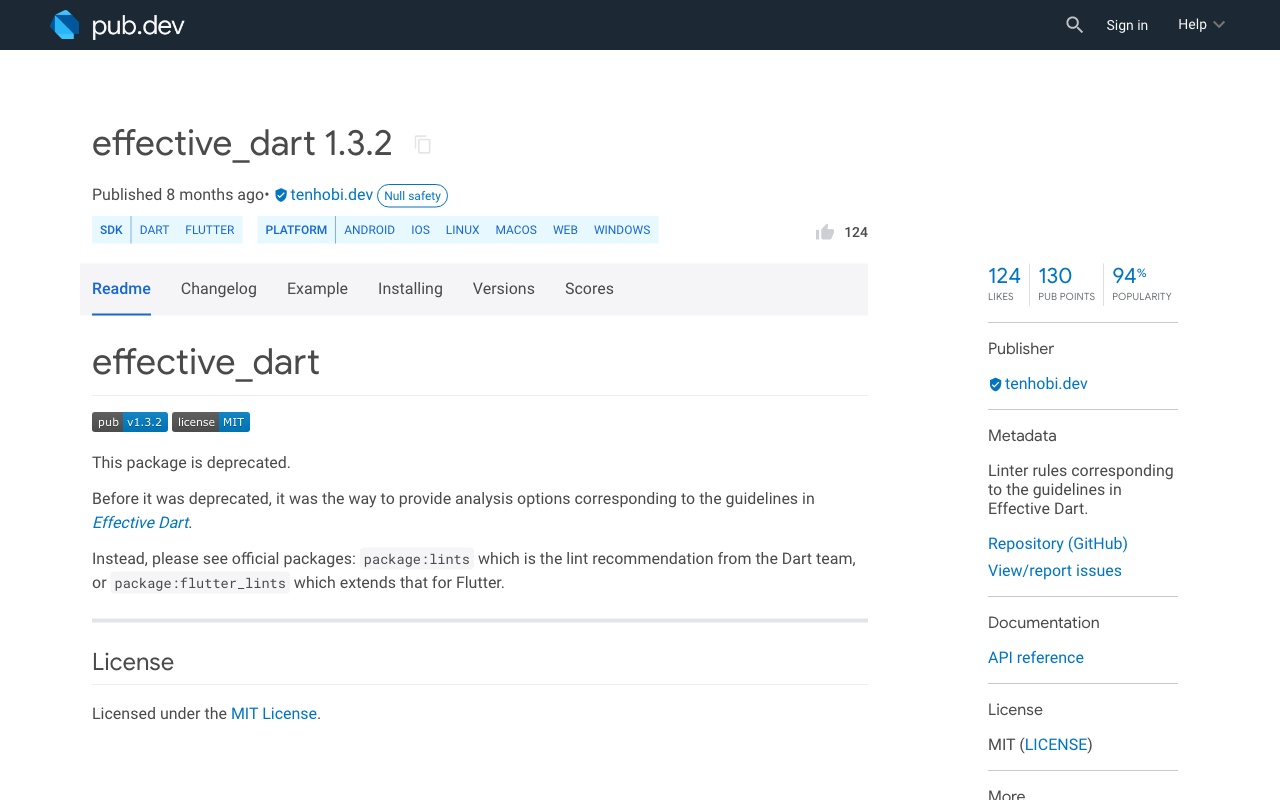 pub.dev
Sign in
Help
effective_dart 1.3.2
Published 8 months ago• tenhobi.dev Null safety
SDK DART FLUTTER PLATFORM ANDROID IOS LINUX MACOS WEB WINDOWS 124
Readme Changelog Example Installing Versions Scores
effective_dart
pub v1.3.2 license MIT
This package is deprecated.
Before it was deprecated, it was the way to provide analysis options corresponding to the guidelines in
Effective Dart.
Instead, please see official packages: package:lints which is the lint recommendation from the Dart team,
or package:flutter_lints which extends that for Flutter.
License
Licensed under the MIT License.
124 130 94%
LIKES PUB POINTS POPULARITY
Publisher
tenhobi.dev
Metadata
Linter rules corresponding
to the guidelines in
Effective Dart.
Repository (GitHub)
View/report issues
Documentation
API reference
License
MIT (LICENSE)
More